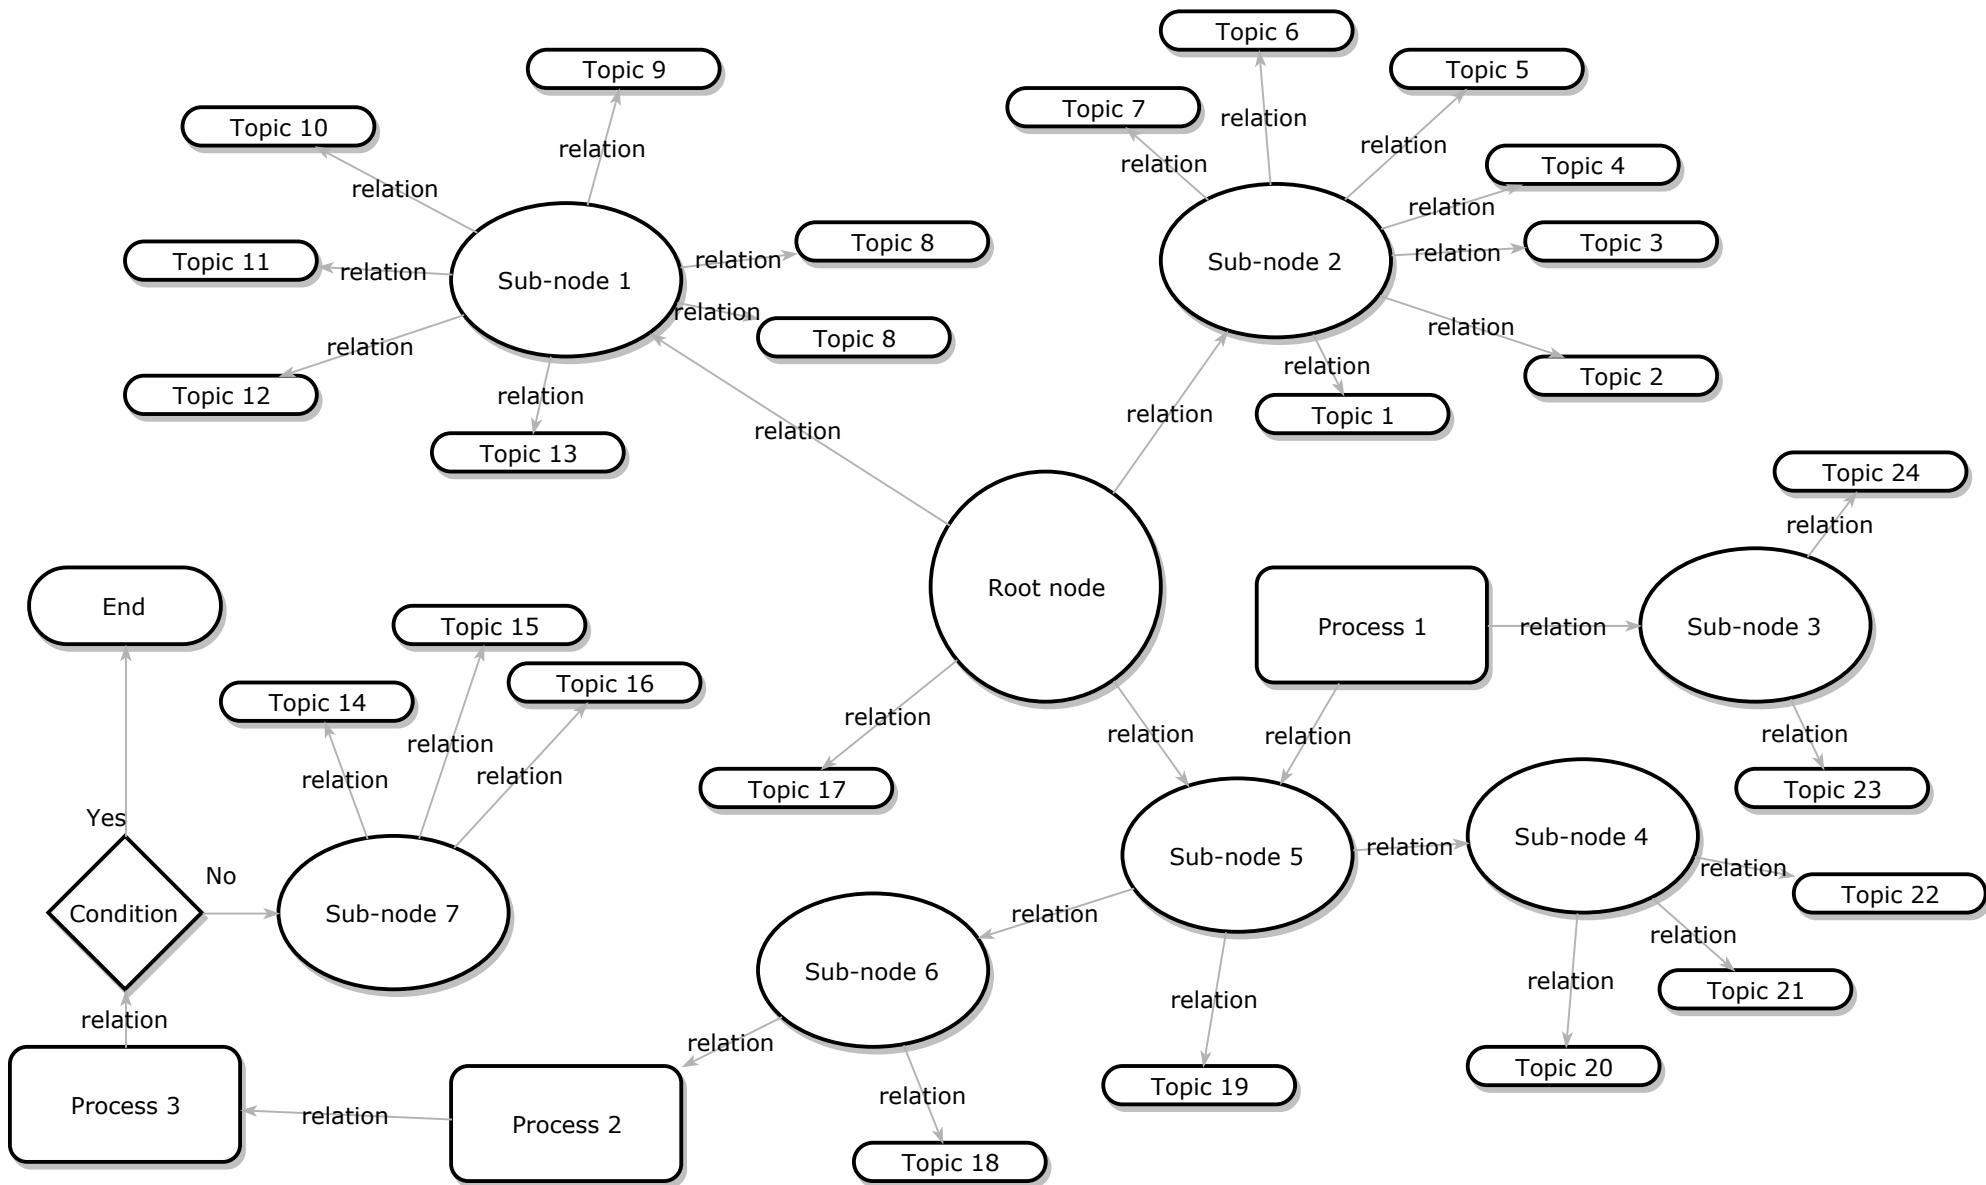 Topic 6
Topic 9
Topic 5
Topic 7
relation
Topic 10
relation
relation
relation
relation
Topic 4
relation
relation
Topic 8
Topic 3
relation
Topic 11
relation
relation
Sub-node 1
Sub-node 2
relation
relation
Topic 8
relation
relation
Topic 2
Topic 12
relation
relation
Topic 1
relation
relation
Topic 13
Topic 24
relation
Root node
End
Topic 15
Process 1
relation
Sub-node 3
Topic 16
Topic 14
relation
relation
relation
relation
relation
relation
relation
Topic 17
Topic 23
Yes
Sub-node 4
relation
Sub-node 5
relation
No
Topic 22
Condition
Sub-node 7
relation
relation
Sub-node 6
relation
Topic 21
relation
relation
relation
Topic 20
Topic 19
relation
Process 3
relation
Process 2
Topic 18